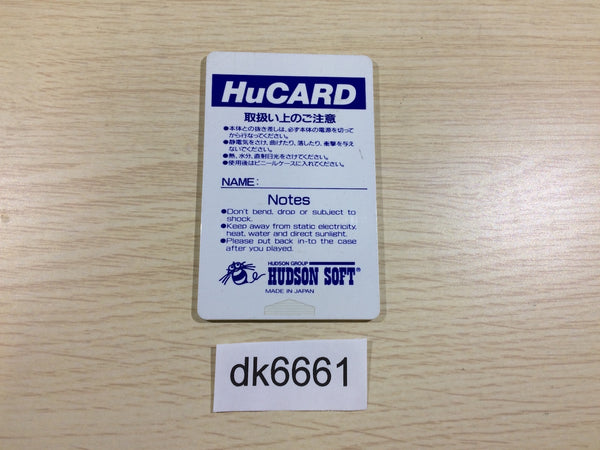 HuCARD
取扱い上のご注意
●本体との抜き差しは、必ず本体の電源を切って
から行なってください。
●静電気をさけ、曲げたり、落したり、衝撃を与え
ないでください。
●熱、水分、直射日光をさけてください。
●使用後はビニールケースに入れてください。
NAME:
Notes
●Don't bend, drop or subject to
shock.
●Keep away from static electricity,
heat, water and direct sunlight.
●Please put back in-to the case
after you played.
HUDSON GROUP
HUDSON SOFT®
MADE IN JAPAN
dk6661